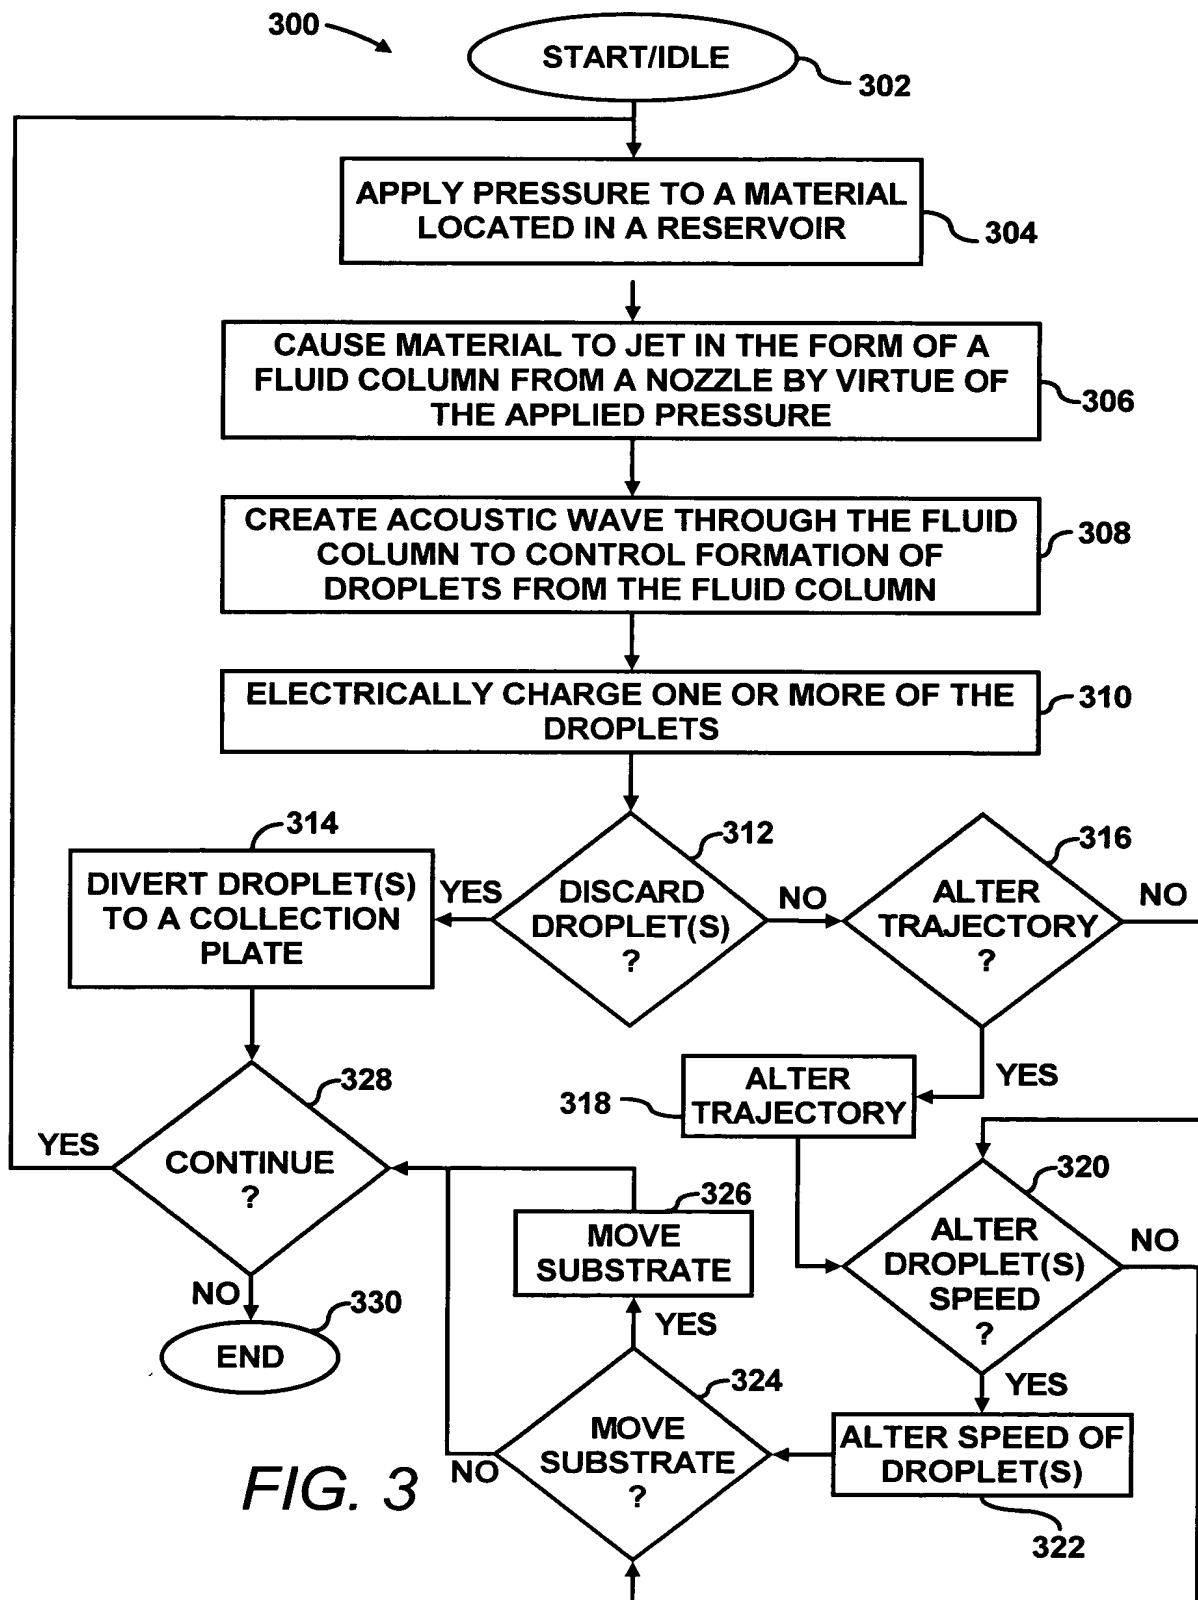 300
START/IDLE
302
APPLY PRESSURE TO A MATERIAL
LOCATED IN A RESERVOIR
304
CAUSE MATERIAL TO JET IN THE FORM OF A
FLUID COLUMN FROM A NOZZLE BY VIRTUE OF
THE APPLIED PRESSURE
306
CREATE ACOUSTIC WAVE THROUGH THE FLUID
COLUMN TO CONTROL FORMATION OF
DROPLETS FROM THE FLUID COLUMN
308
ELECTRICALLY CHARGE ONE OR MORE OF THE
DROPLETS
310
314
DIVERT DROPLET(S)
TO A COLLECTION
PLATE
YES
312
DISCARD
DROPLET(S)
?
NO
316
ALTER
TRAJECTORY
?
NO
YES
318
ALTER
TRAJECTORY
328
YES
CONTINUE
?
NO
330
END
326
MOVE
SUBSTRATE
YES
320
ALTER
DROPLET(S)
SPEED
?
NO
YES
324
MOVE
SUBSTRATE
?
NO
ALTER SPEED OF
DROPLET(S)
322
FIG. 3